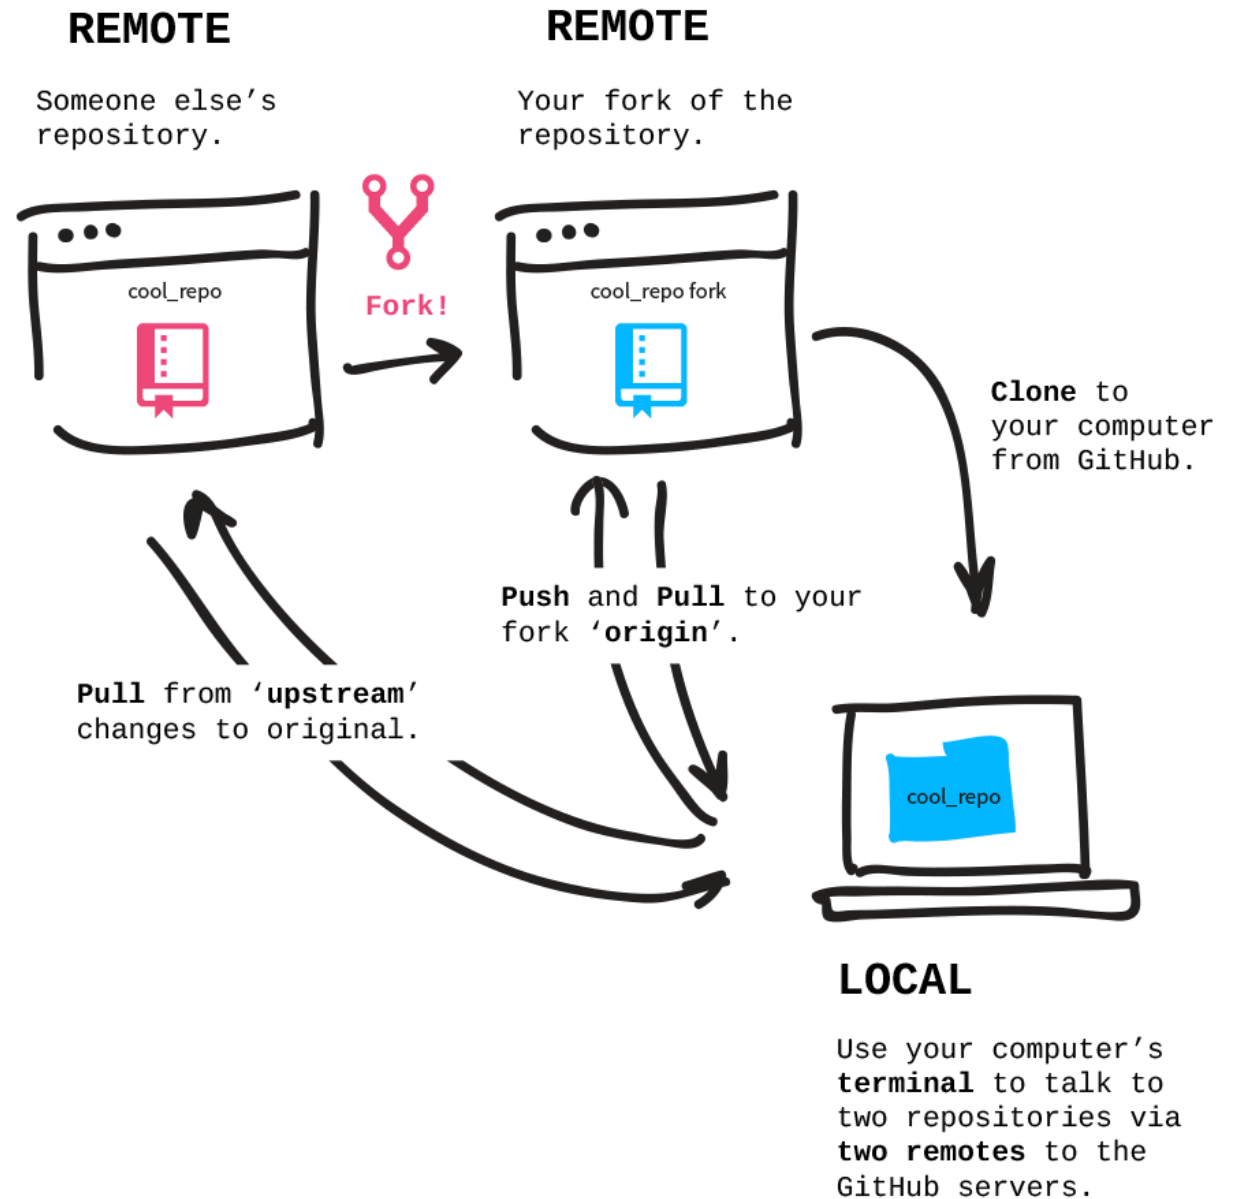 REMOTE
Someone else’s
repository.
cool_repo
Fork!
REMOTE
Your fork of the
repository.
cool_repo fork
Clone to
your computer
from GitHub.
Push and Pull to your
fork ‘origin’.
Pull from ‘upstream’
changes to original.
cool_repo
LOCAL
Use your computer’s
terminal to talk to
two repositories via
two remotes to the
GitHub servers.